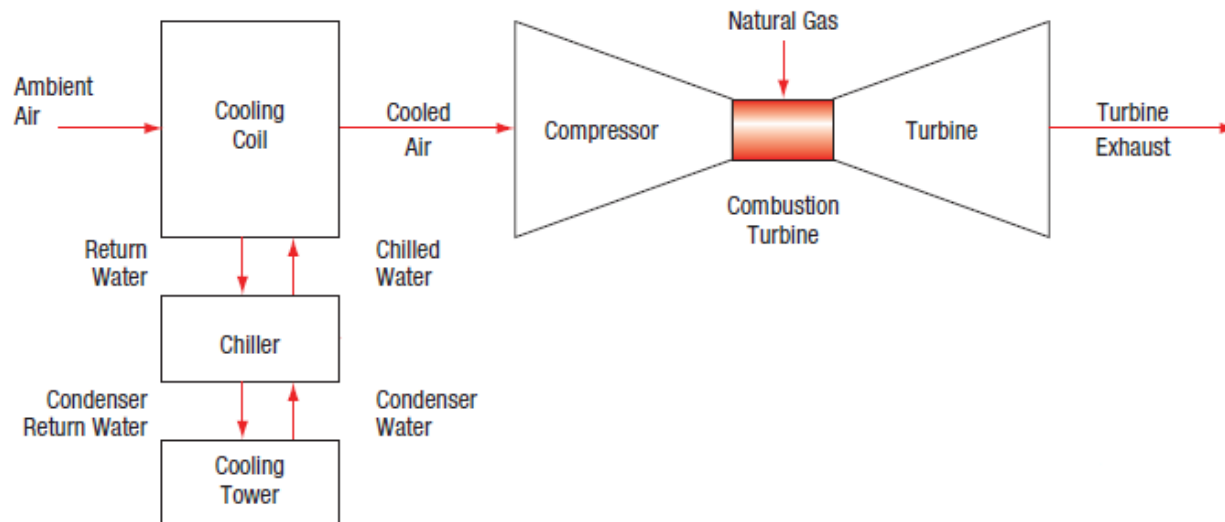 Natural Gas
Ambient
Air
Cooling
Coil
Cooled
Air
Compressor
Turbine
Turbine
Exhaust
Combustion
Turbine
Return
Water
Chilled
Water
Chiller
Condenser
Return Water
Condenser
Water
Cooling
Tower